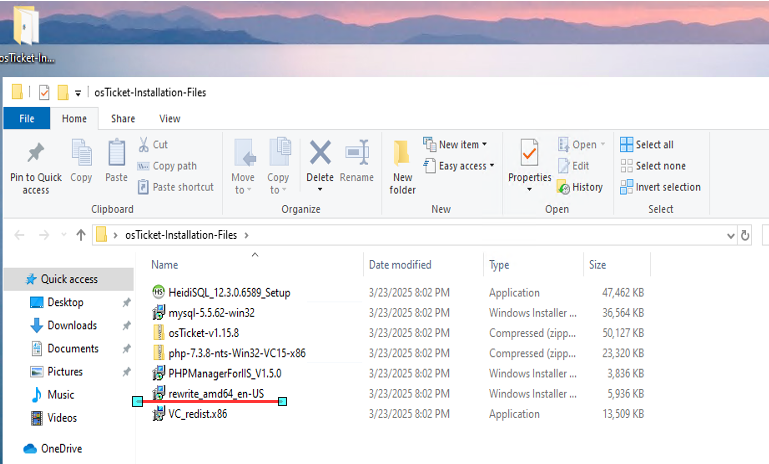 osTicket-In...
osTicket-Installation-Files
File Home Share View
Pin to Quick access
Copy
Paste
Cut
Copy path
Paste shortcut
Clipboard
Move to
Copy to
Delete
Rename
Organize
New folder
New item
Easy access
New
Properties
Open
Edit
History
Open
Select all
Select none
Invert selection
Select
osTicket-Installation-Files
Quick access
Desktop
Downloads
Documents
Pictures
Music
Videos
OneDrive
Name Date modified Type Size
HeidiSQL_12.3.0.6589_Setup 3/23/2025 8:02 PM Application 47,462 KB
mysql-5.5.62-win32 3/23/2025 8:02 PM Windows Installer ... 36,564 KB
osTicket-v1.15.8 3/23/2025 8:02 PM Compressed (zipp... 50,127 KB
php-7.3.8-nts-Win32-VC15-x86 3/23/2025 8:02 PM Compressed (zipp... 23,320 KB
PHPManagerForIIS_V1.5.0 3/23/2025 8:02 PM Windows Installer ... 3,836 KB
rewrite_amd64_en-US 3/23/2025 8:02 PM Windows Installer ... 5,936 KB
VC_redist.x86 3/23/2025 8:02 PM Application 13,509 KB